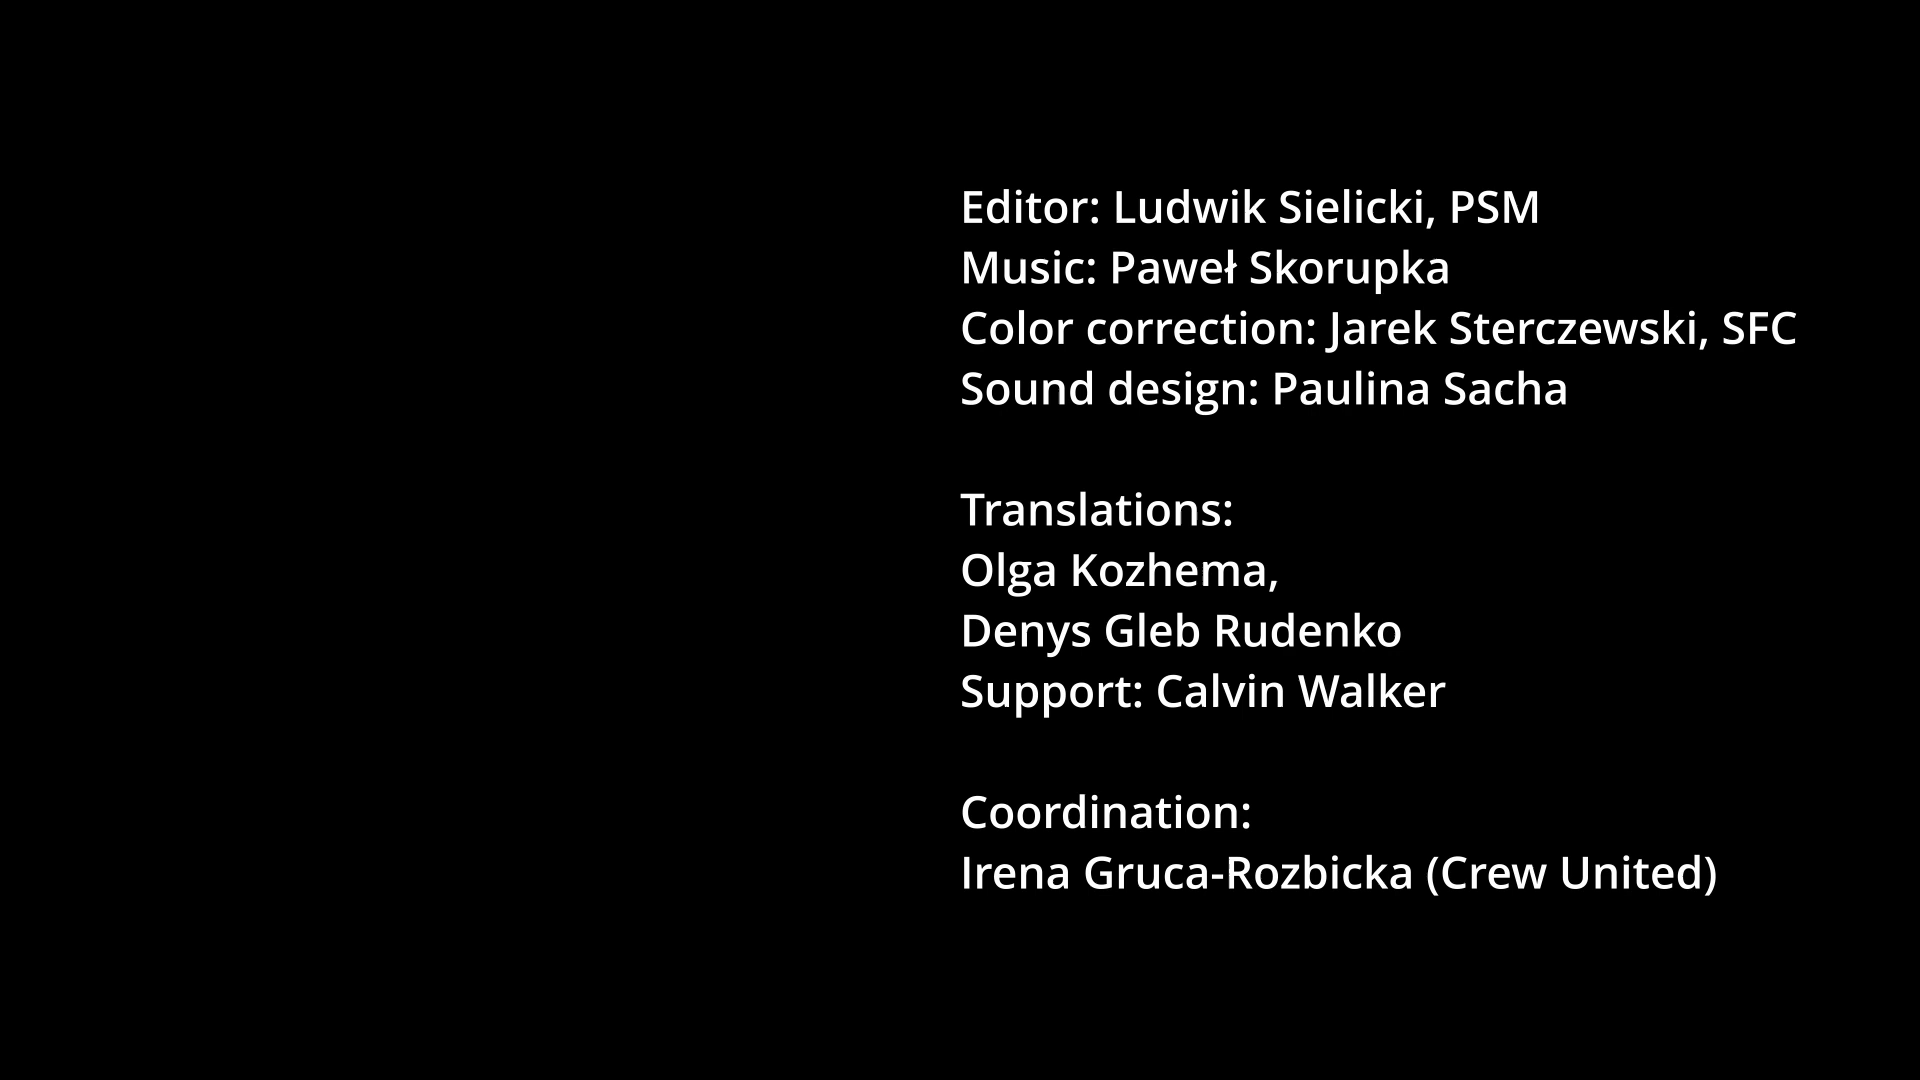 Editor: Ludwik Sielicki, PSM
Music: Paweł Skorupka
Color correction: Jarek Sterczewski, SFC
Sound design: Paulina Sacha
Translations:
Olga Kozhema,
Denys Gleb Rudenko
Support: Calvin Walker
Coordination:
Irena Gruca-Rozbicka (Crew United)